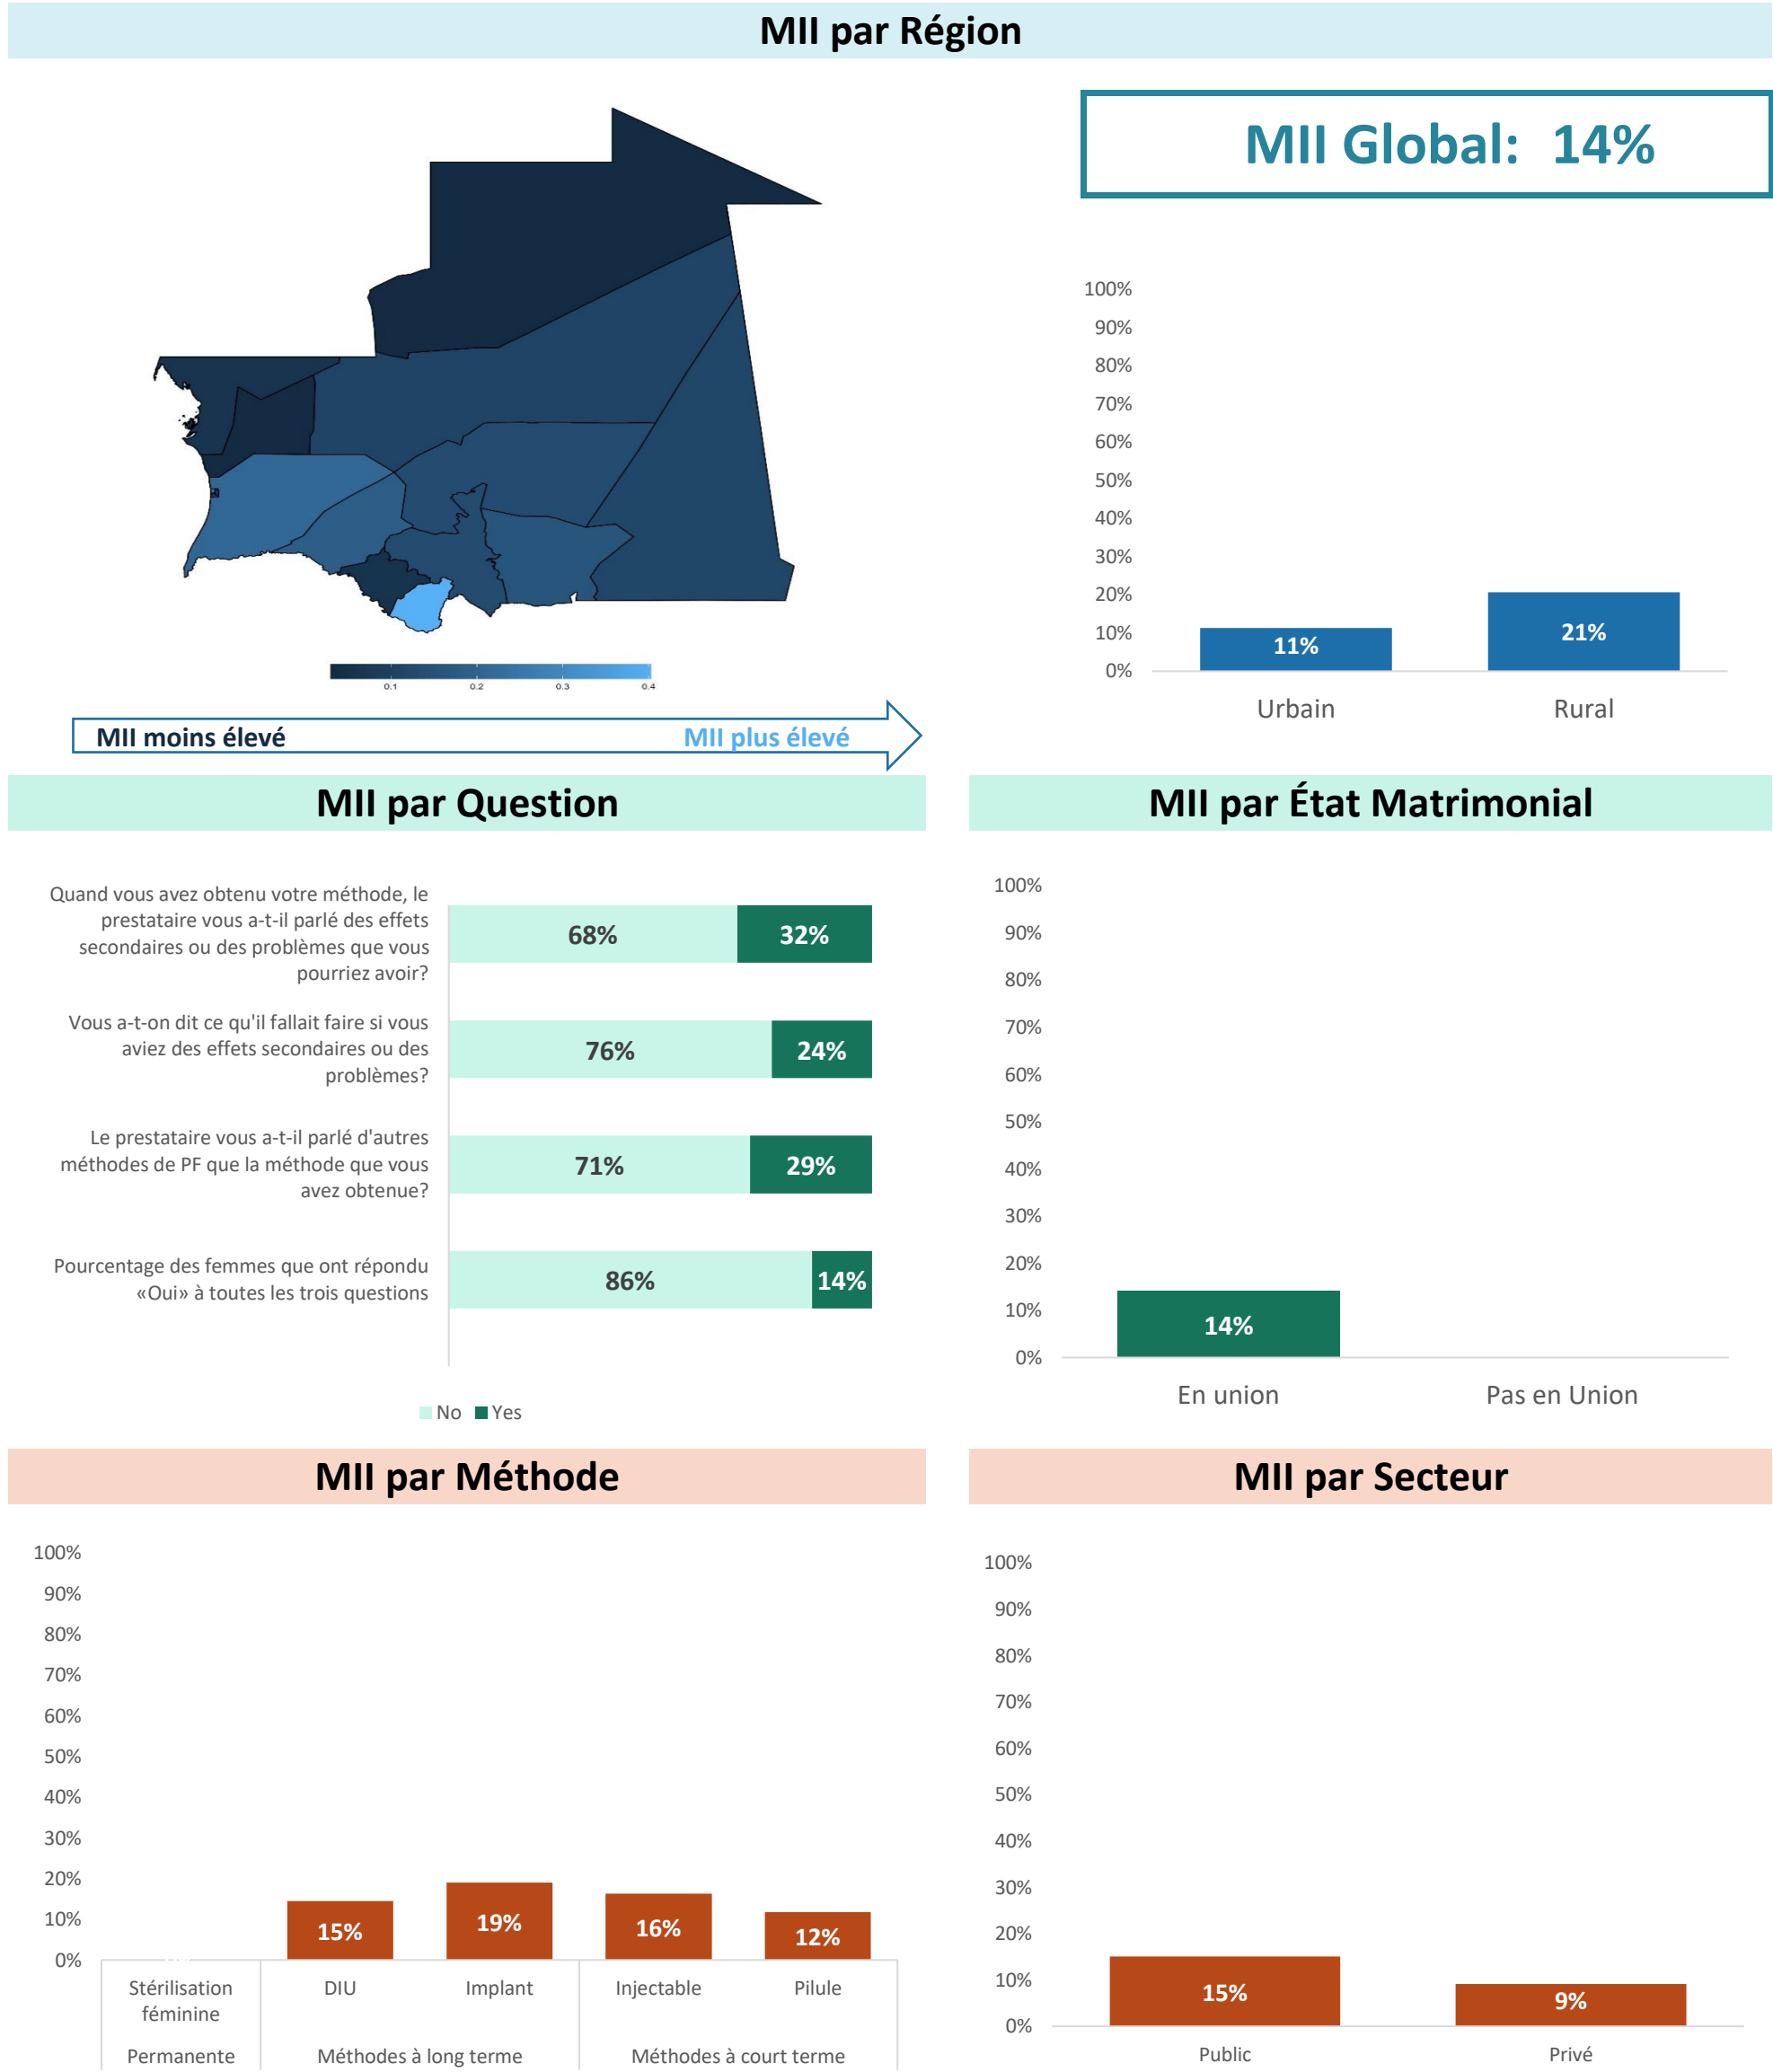 MII par Région
MII Global: 14%
100%
90%
80%
70%
60%
50%
40%
30%
20%
10%
0%
11%
21%
Urbain
Rural
0.1
0.2
0.3
0.4
MII moins élevé
MII plus élevé
MII par Question
Quand vous avez obtenu votre méthode, le
prestataire vous a-t-il parlé des effets
secondaires ou des problèmes que vous
pourriez avoir?
68%
32%
Vous a-t-on dit ce qu'il fallait faire si vous
aviez des effets secondaires ou des
problèmes?
76%
24%
Le prestataire vous a-t-il parlé d'autres
méthodes de PF que la méthode que vous
avez obtenue?
71%
29%
Pourcentage des femmes que ont répondu
«Oui» à toutes les trois questions
86%
14%
No
Yes
MII par État Matrimonial
100%
90%
80%
70%
60%
50%
40%
30%
20%
10%
0%
14%
En union
Pas en Union
MII par Méthode
100%
90%
80%
70%
60%
50%
40%
30%
20%
10%
0%
15%
19%
16%
12%
Stérilisation
féminine
DIU
Implant
Injectable
Pilule
Permanente
Méthodes à long terme
Méthodes à court terme
MII par Secteur
100%
90%
80%
70%
60%
50%
40%
30%
20%
10%
0%
15%
9%
Public
Privé